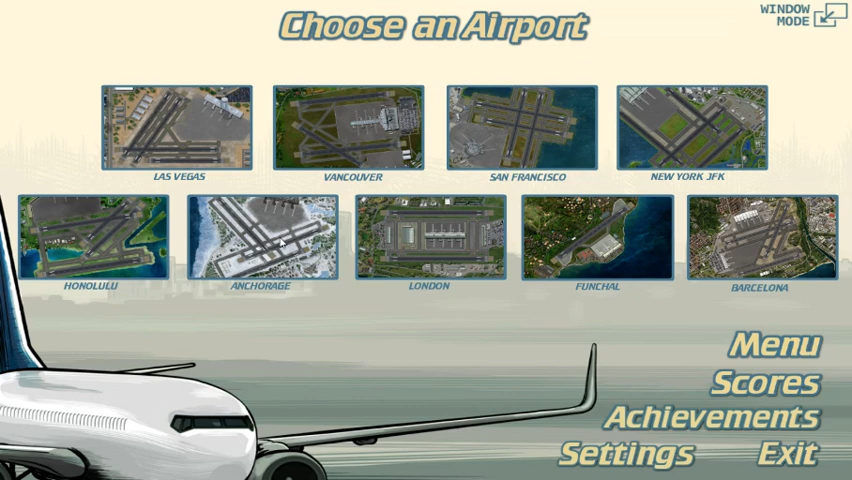 Choose an Airport
WINDOW
MODE
LAS VEGAS
VANCOUVER
SAN FRANCISCO
NEW YORK JFK
HONOLULU
ANCHORAGE
LONDON
FUNCHAL
BARCELONA
Menu
Scores
Achievements
Settings
Exit